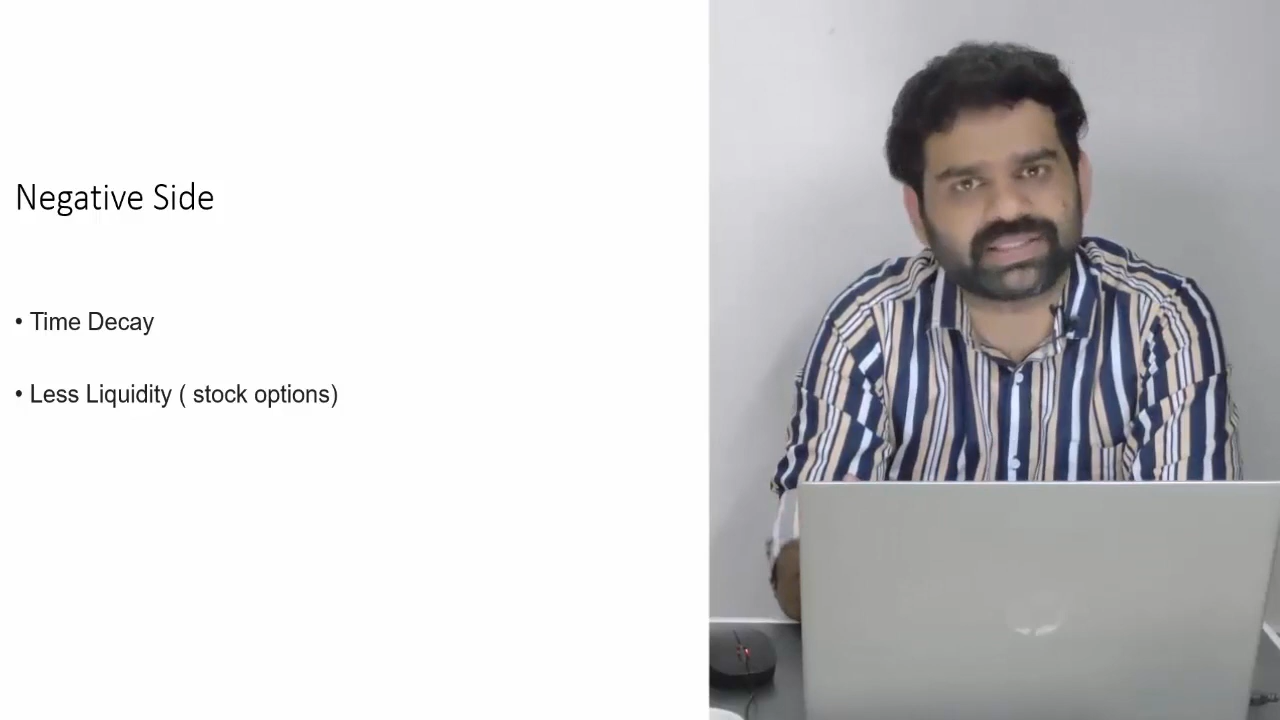 Negative Side
• Time Decay
• Less Liquidity ( stock options)